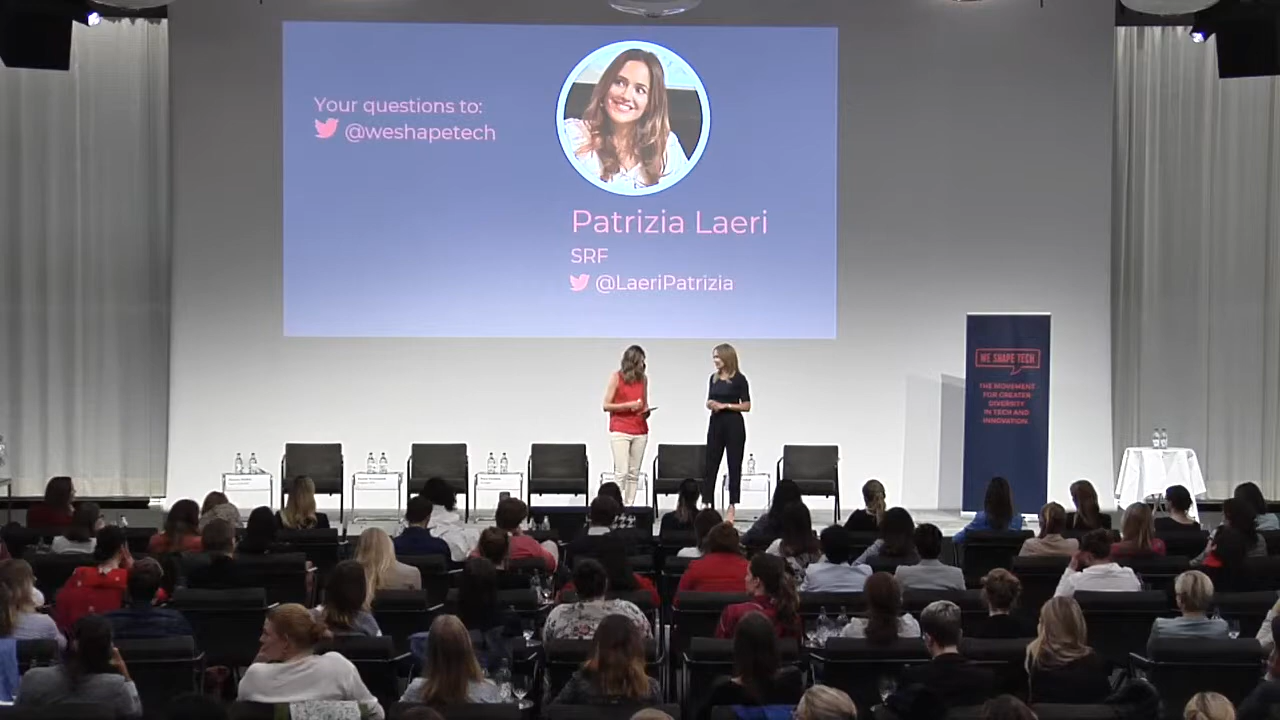 Your questions to:
@weshapetech
Patrizia Laeri
SRF
@LaeriPatrizia
WE SHAPE TECH
THE MOVEMENT
FOR GREATER
DIVERSITY
IN TECH AND
INNOVATION